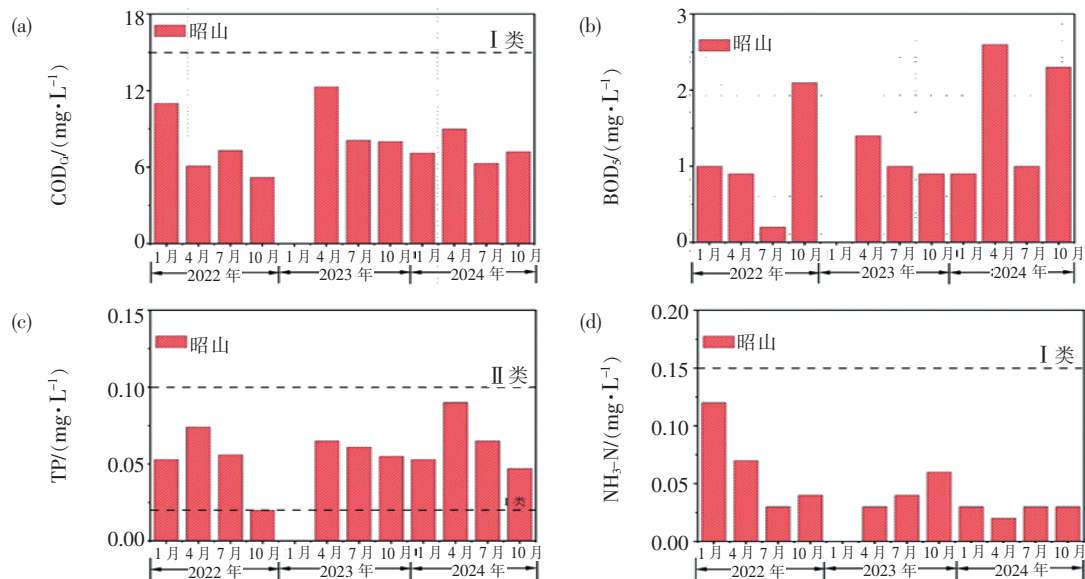 (a)
18
15
12
9
6
3
0
COD_G/(mg·L⁻¹)
昭山
Ⅰ类
1月 4月 7月 10月 1月 4月 7月 10月 1月 4月 7月 10月
2022年 2023年 2024年
(b)
3
2
1
0
BOD₅/(mg·L⁻¹)
昭山
1月 4月 7月 10月 1月 4月 7月 10月 1月 4月 7月 10月
2022年 2023年 2024年
(c)
0.15
0.10
0.05
0.00
TP/(mg·L⁻¹)
昭山
Ⅱ类
Ⅰ类
1月 4月 7月 10月 1月 4月 7月 10月 1月 4月 7月 10月
2022年 2023年 2024年
(d)
0.20
0.15
0.10
0.05
0.00
NH₃-N/(mg·L⁻¹)
昭山
Ⅰ类
1月 4月 7月 10月 1月 4月 7月 10月 1月 4月 7月 10月
2022年 2023年 2024年